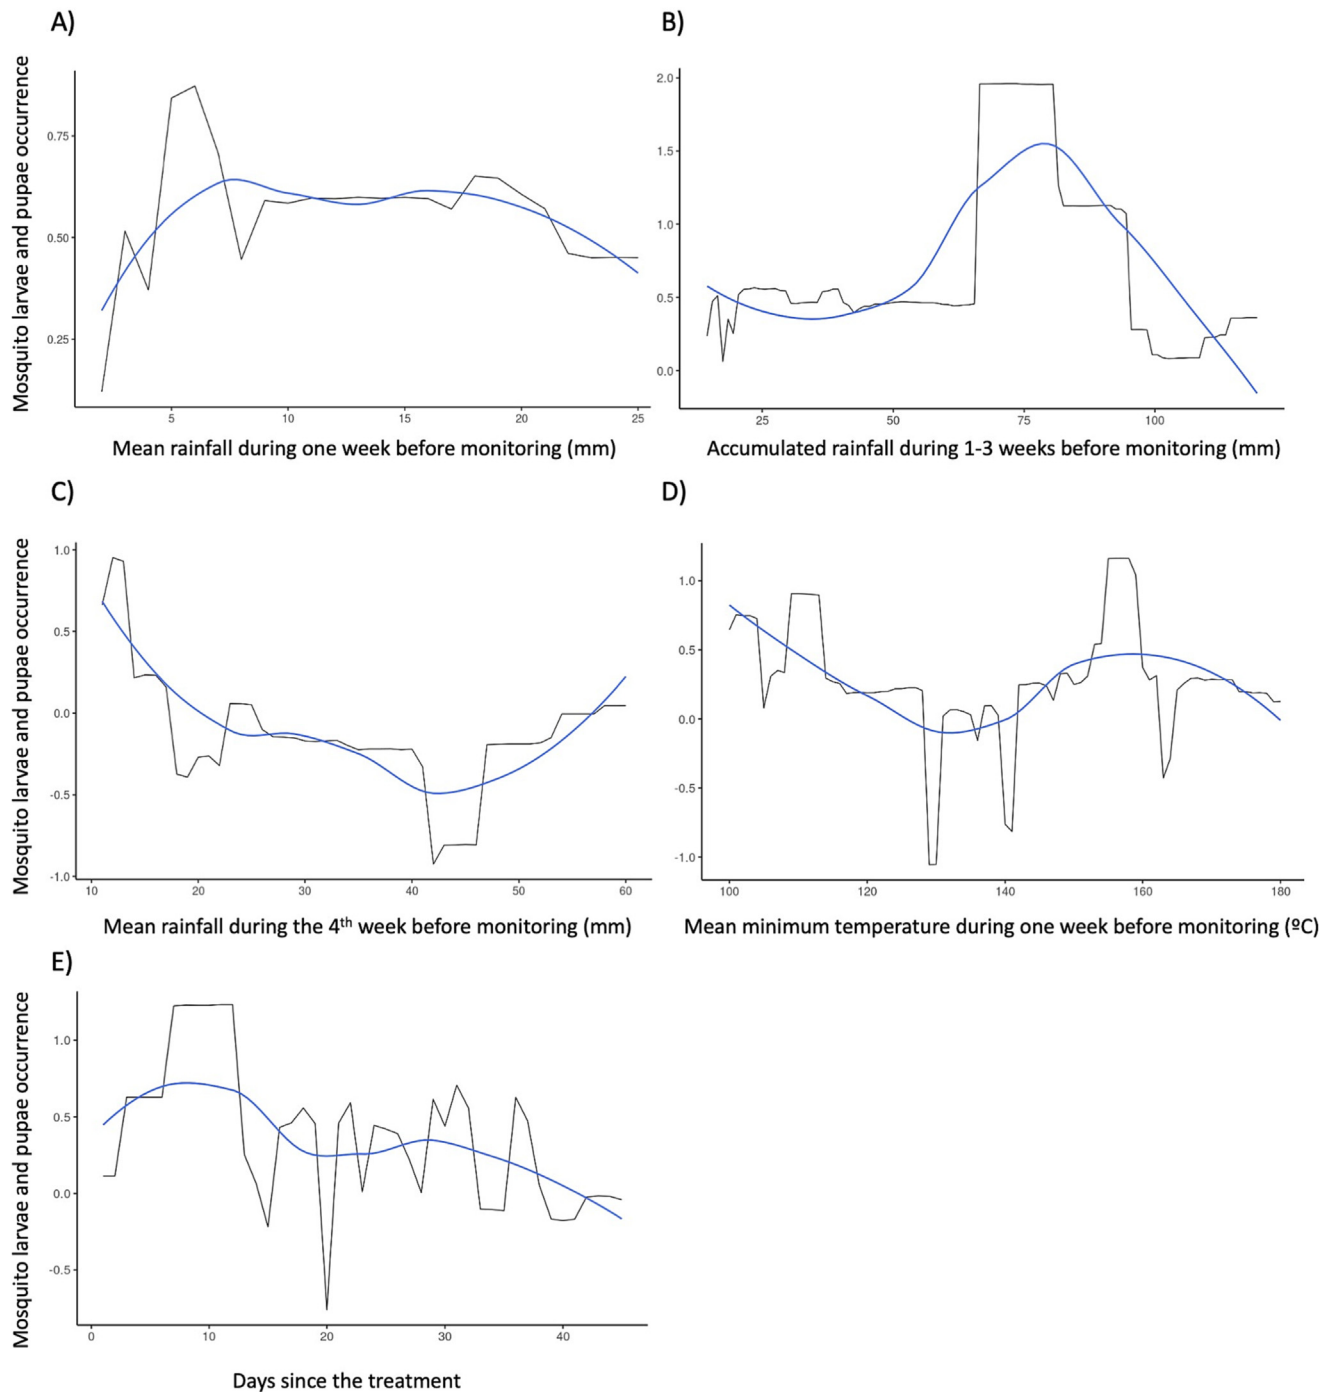 A)
Mosquito larvae and pupae occurrence
0.75
0.50
0.25
5 10 15 20 25
Mean rainfall during one week before monitoring (mm)
B)
2.0
1.5
1.0
0.5
0.0
25 50 75 100
Accumulated rainfall during 1-3 weeks before monitoring (mm)
C)
Mosquito larvae and pupae occurrence
1.0
0.5
0.0
-0.5
-1.0
10 20 30 40 50 60
Mean rainfall during the 4th week before monitoring (mm)
D)
1.0
0.5
0.0
-0.5
-1.0
100 120 140 160 180
Mean minimum temperature during one week before monitoring (ºC)
E)
Mosquito larvae and pupae occurrence
1.0
0.5
0.0
-0.5
0 10 20 30 40
Days since the treatment